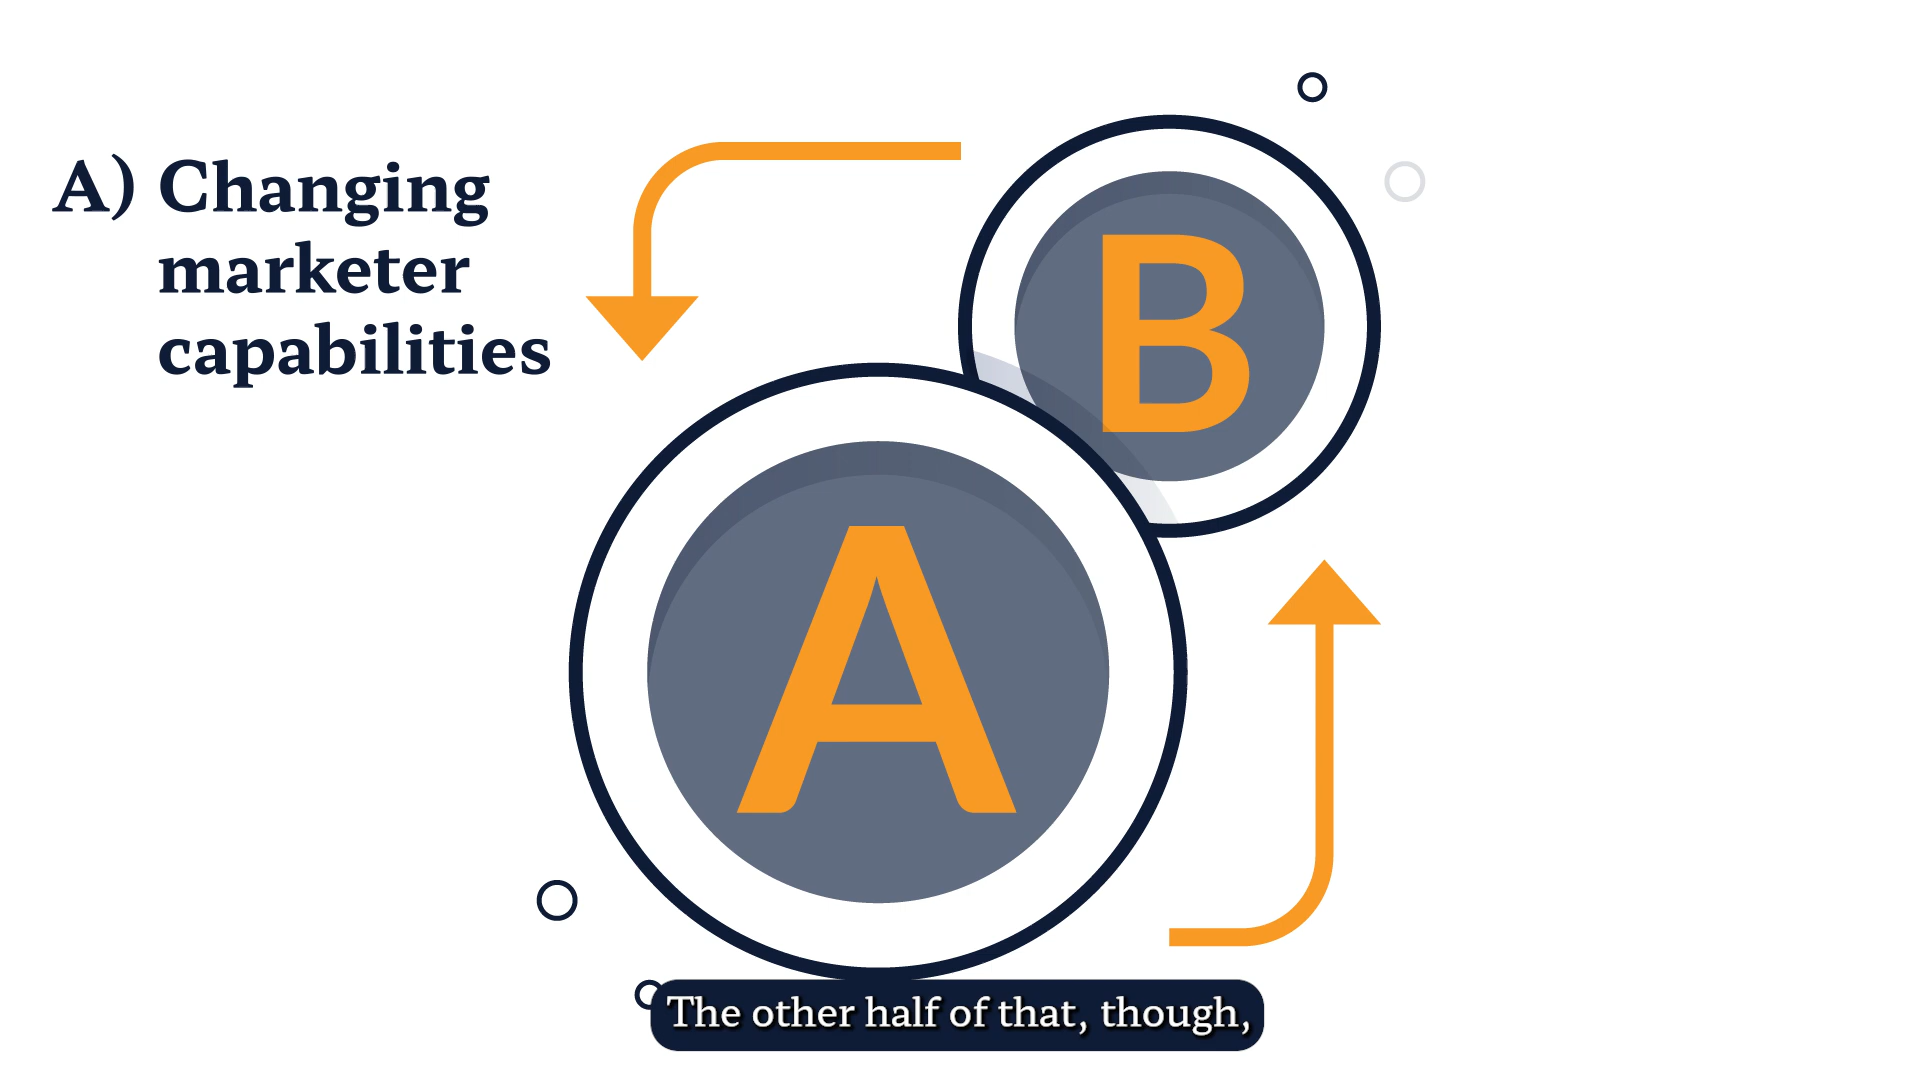 A) Changing
marketer
capabilities
B
A
The other half of that, though,